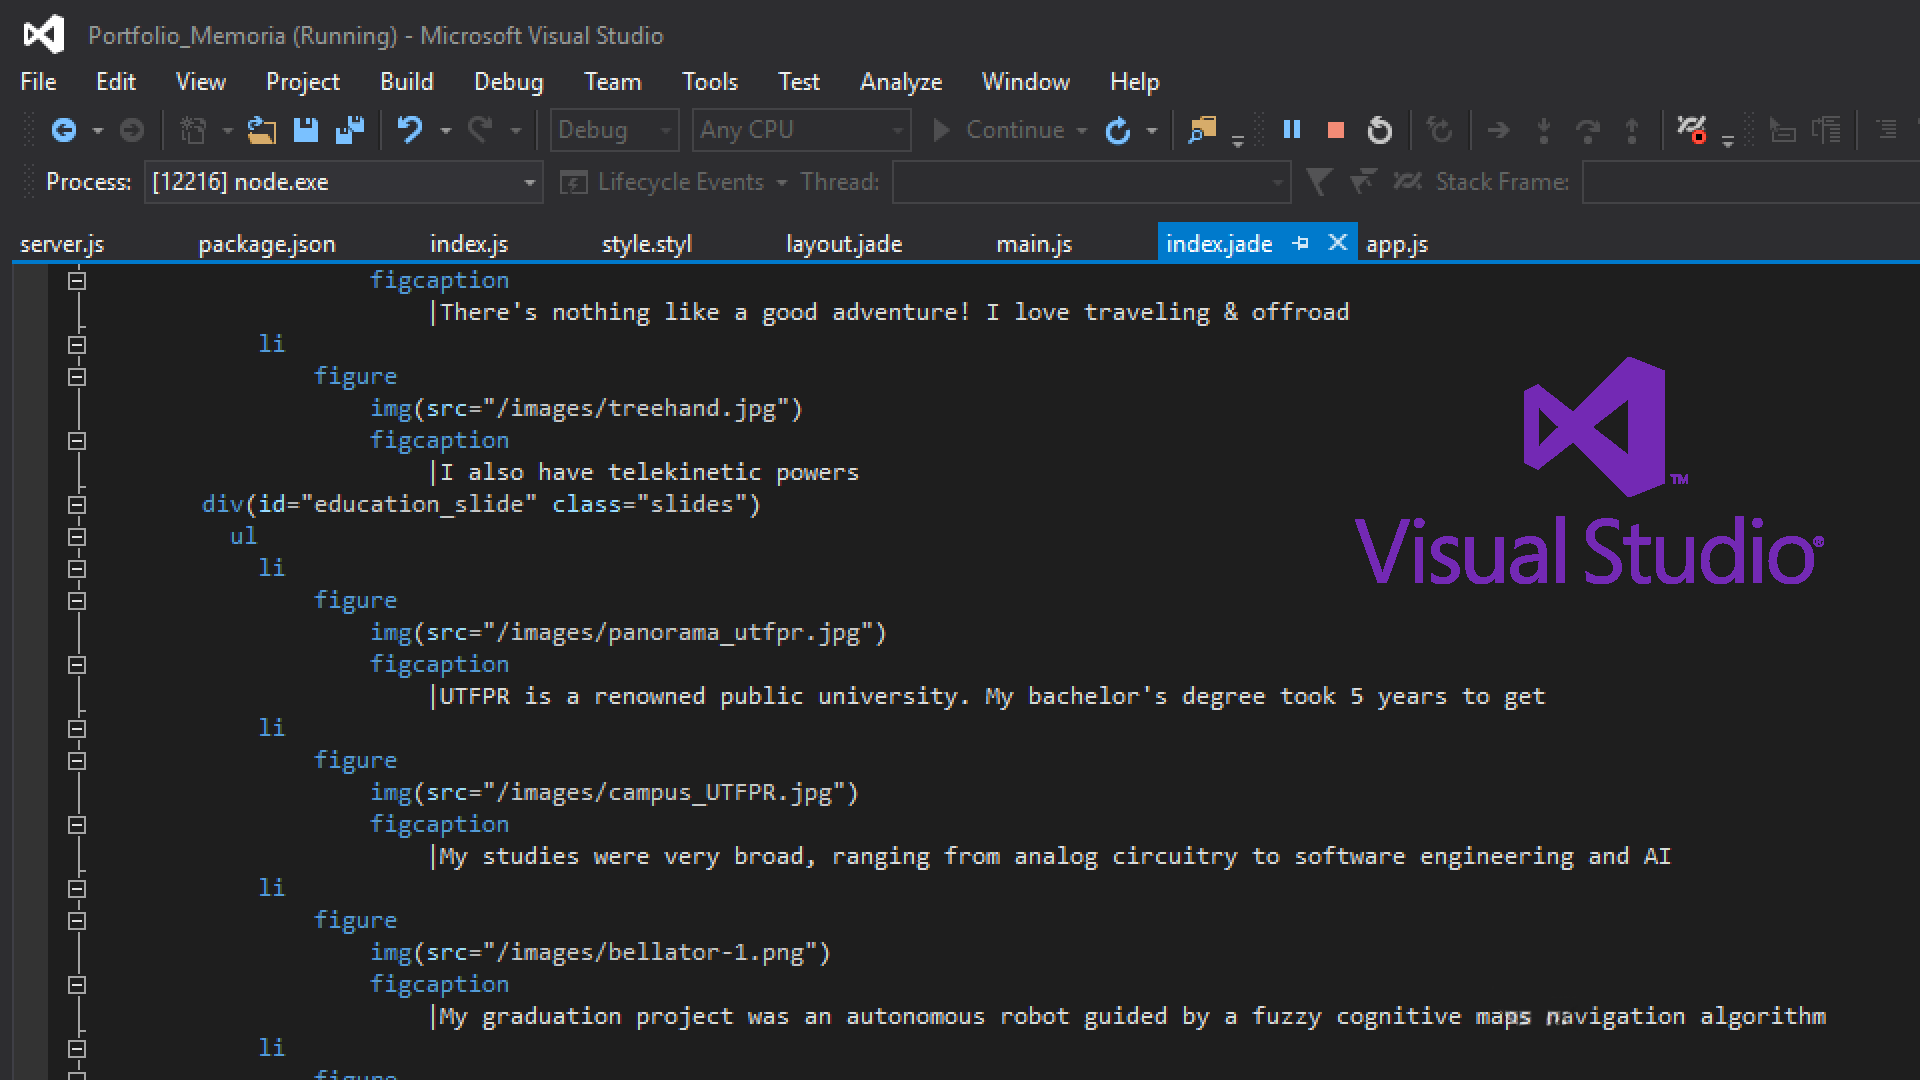 Portfolio_Memoria (Running) - Microsoft Visual Studio
File Edit View Project Build Debug Team Tools Test Analyze Window Help
Debug Any CPU Continue
Process: [12216] node.exe Lifecycle Events Thread: Stack Frame:
server.js package.json index.js style.styl layout.jade main.js index.jade app.js
figcaption
|There's nothing like a good adventure! I love traveling & offroad
li
figure
img(src="/images/treehand.jpg")
figcaption
|I also have telekinetic powers
div(id="education_slide" class="slides")
ul
li
figure
img(src="/images/panorama_utfpr.jpg")
figcaption
|UTFPR is a renowned public university. My bachelor's degree took 5 years to get
li
figure
img(src="/images/campus_UTFPR.jpg")
figcaption
|My studies were very broad, ranging from analog circuitry to software engineering and AI
li
figure
img(src="/images/bellator-1.png")
figcaption
|My graduation project was an autonomous robot guided by a fuzzy cognitive maps navigation algorithm
li
figure
TM
Visual Studio®